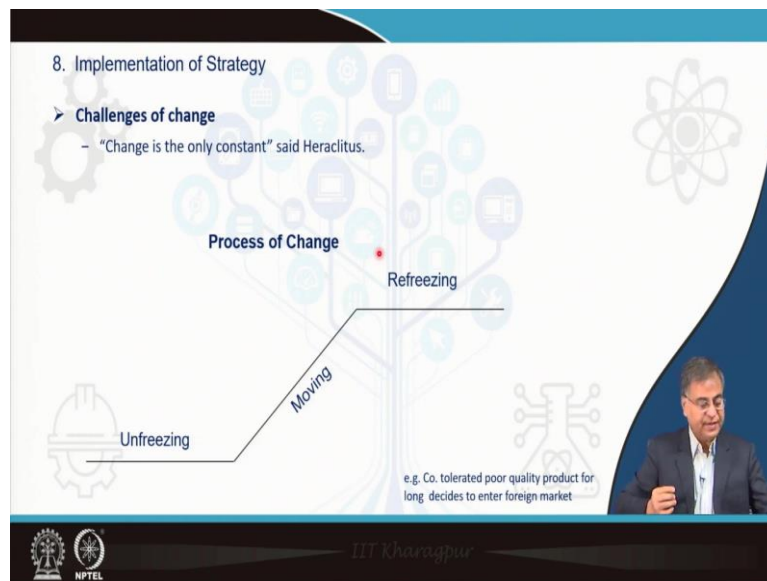 8. Implementation of Strategy
➤ Challenges of change
– "Change is the only constant" said Heraclitus.
Process of Change
Refreezing
Moving
Unfreezing
e.g. Co. tolerated poor quality product for
long decides to enter foreign market
IIT Kharagpur
NPTEL